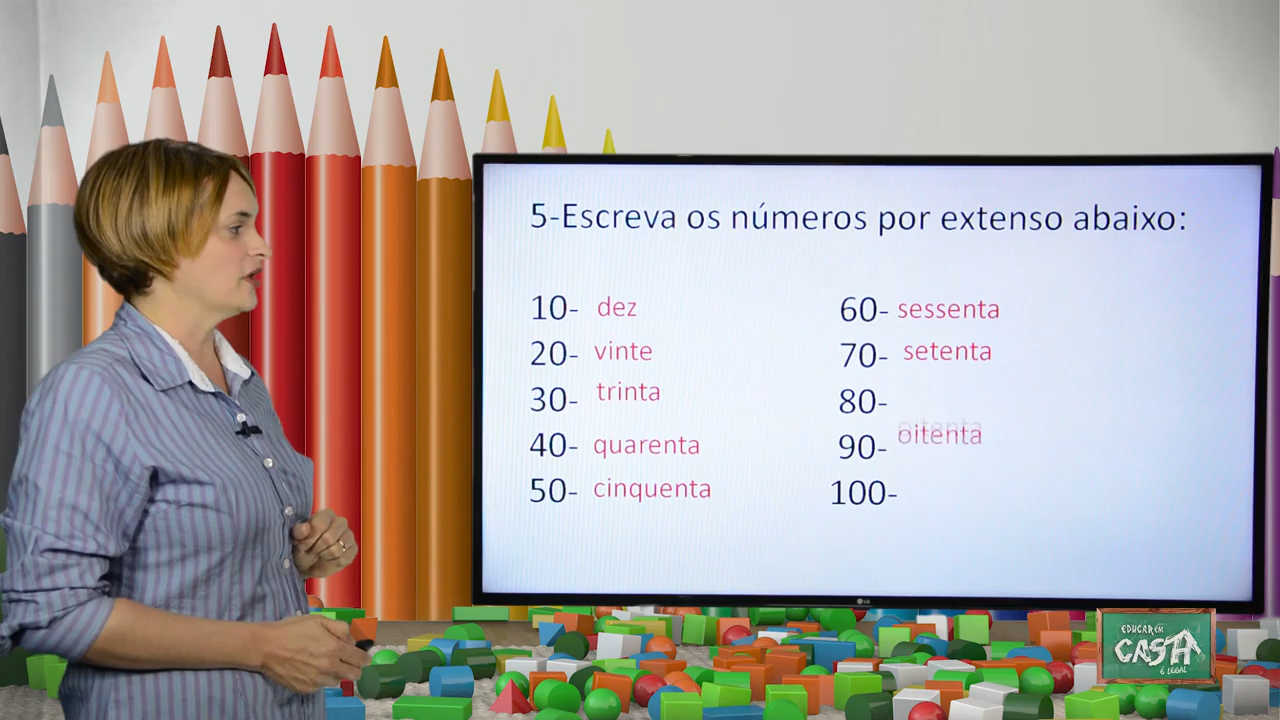 5-Escreva os números por extenso abaixo:
10- dez
20- vinte
30- trinta
40- quarenta
50- cinquenta
60- sessenta
70- setenta
80-
oitenta
90-
100-
LG
EDUCAR EM
CASA
É LEGAL